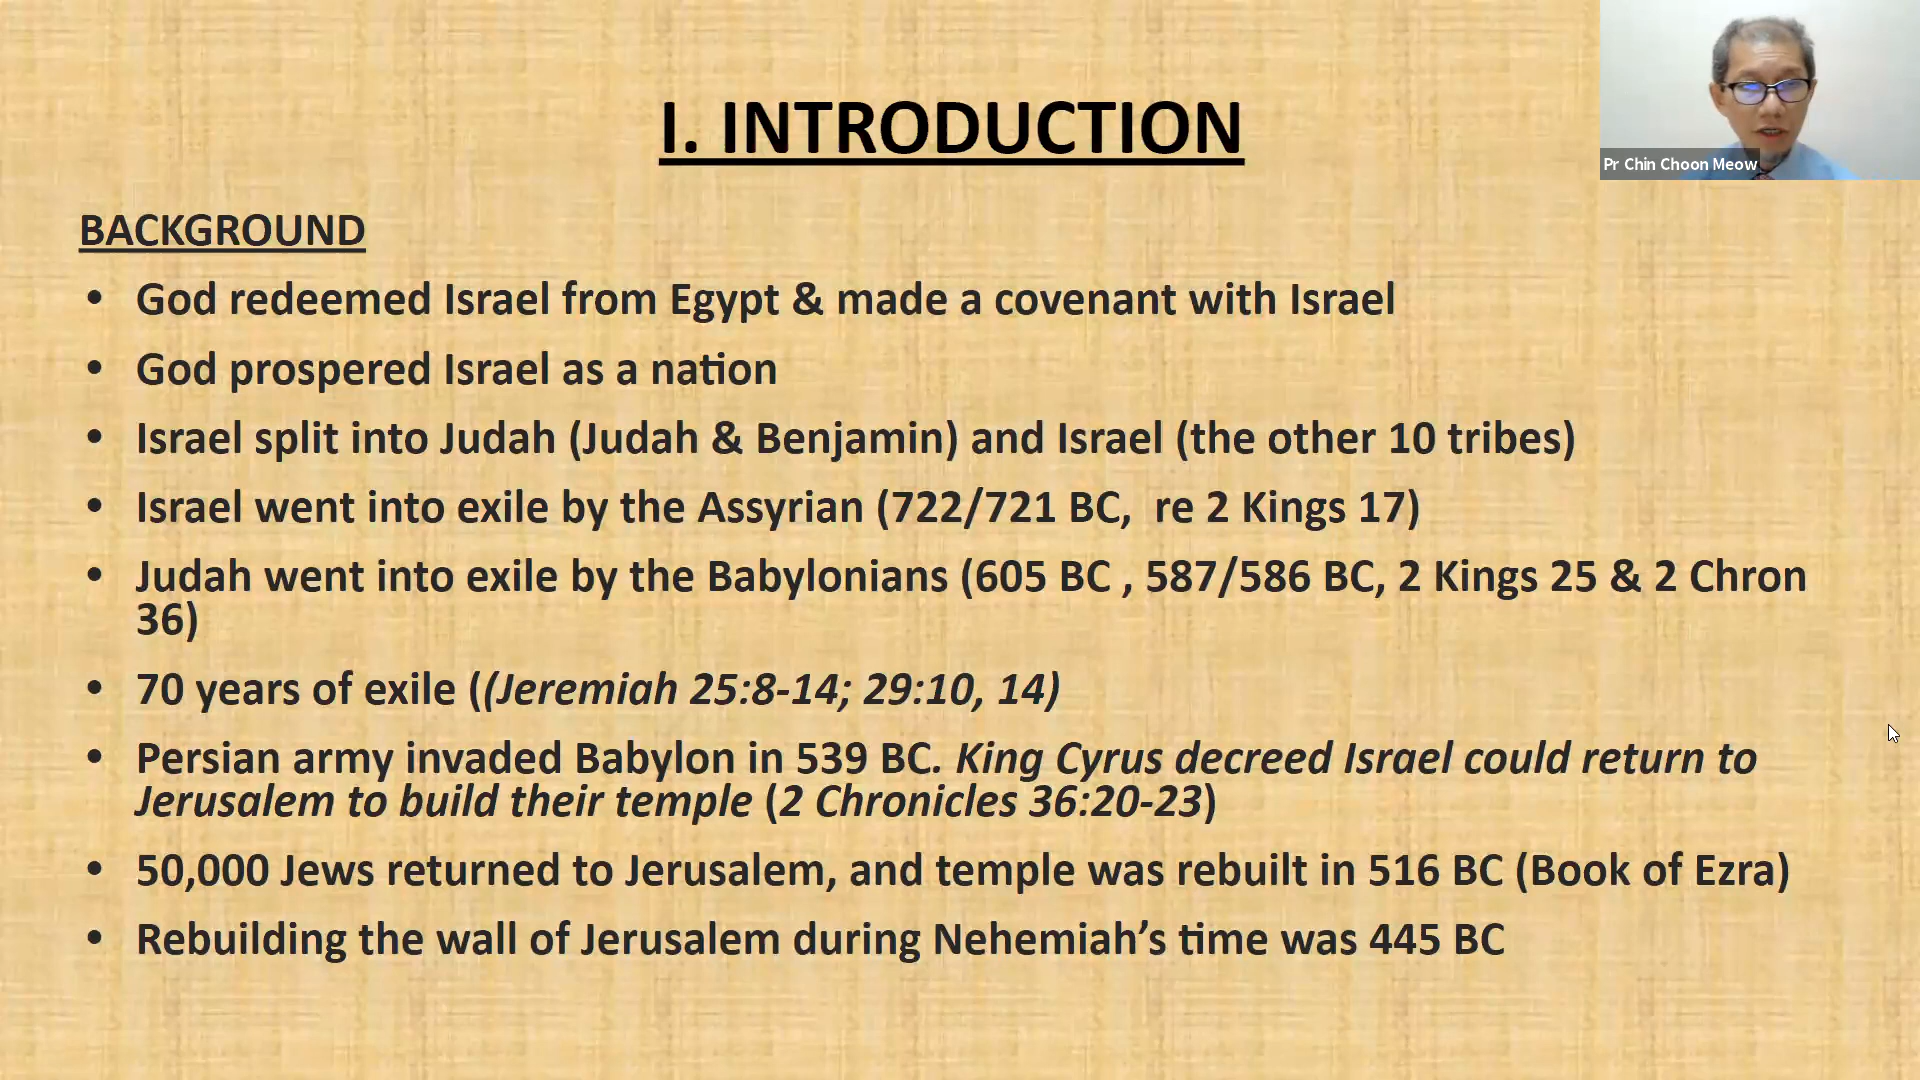 I. INTRODUCTION
Pr Chin Choon Meow
BACKGROUND
• God redeemed Israel from Egypt & made a covenant with Israel
• God prospered Israel as a nation
• Israel split into Judah (Judah & Benjamin) and Israel (the other 10 tribes)
• Israel went into exile by the Assyrian (722/721 BC,  re 2 Kings 17)
• Judah went into exile by the Babylonians (605 BC , 587/586 BC, 2 Kings 25 & 2 Chron
36)
• 70 years of exile ((Jeremiah 25:8-14; 29:10, 14)
• Persian army invaded Babylon in 539 BC. King Cyrus decreed Israel could return to
Jerusalem to build their temple (2 Chronicles 36:20-23)
• 50,000 Jews returned to Jerusalem, and temple was rebuilt in 516 BC (Book of Ezra)
• Rebuilding the wall of Jerusalem during Nehemiah’s time was 445 BC